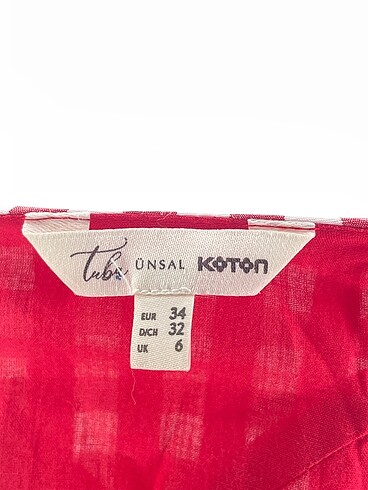 Tuba ÜNSAL KOTON
EUR 34
D/CH 32
UK 6